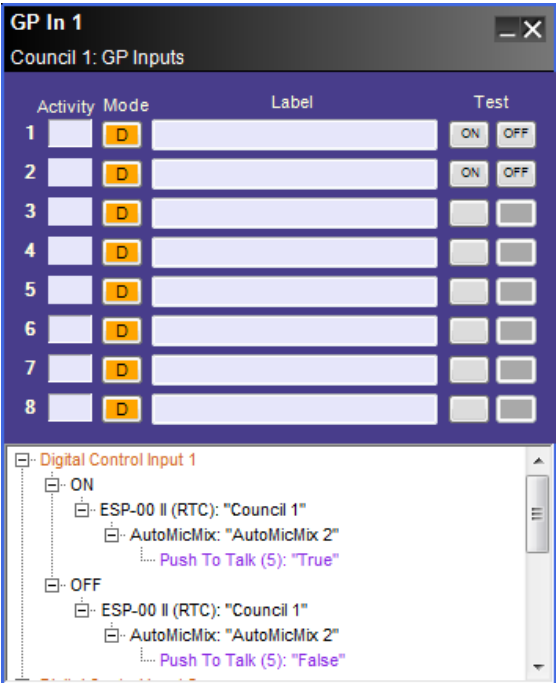 GP In 1
Council 1: GP Inputs
Activity Mode Label Test
1 D ON OFF
2 D ON OFF
3 D
4 D
5 D
6 D
7 D
8 D
Digital Control Input 1
ON
ESP-00 II (RTC): "Council 1"
AutoMicMix: "AutoMicMix 2"
Push To Talk (5): "True"
OFF
ESP-00 II (RTC): "Council 1"
AutoMicMix: "AutoMicMix 2"
Push To Talk (5): "False"